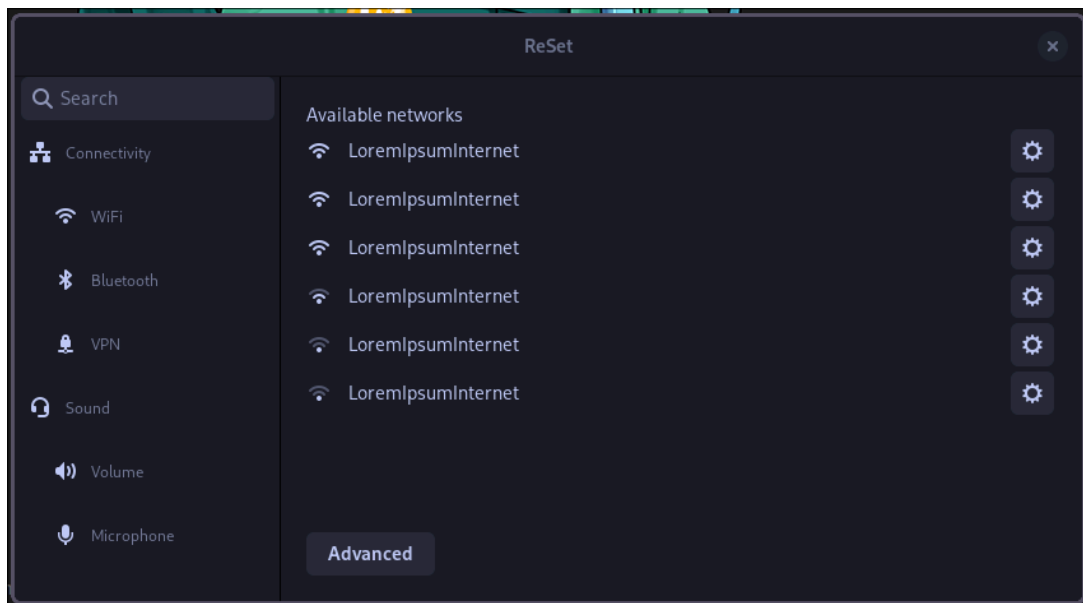 ReSet
Search
Connectivity
WiFi
Bluetooth
VPN
Sound
Volume
Microphone
Available networks
LoremIpsumInternet
LoremIpsumInternet
LoremIpsumInternet
LoremIpsumInternet
LoremIpsumInternet
LoremIpsumInternet
Advanced